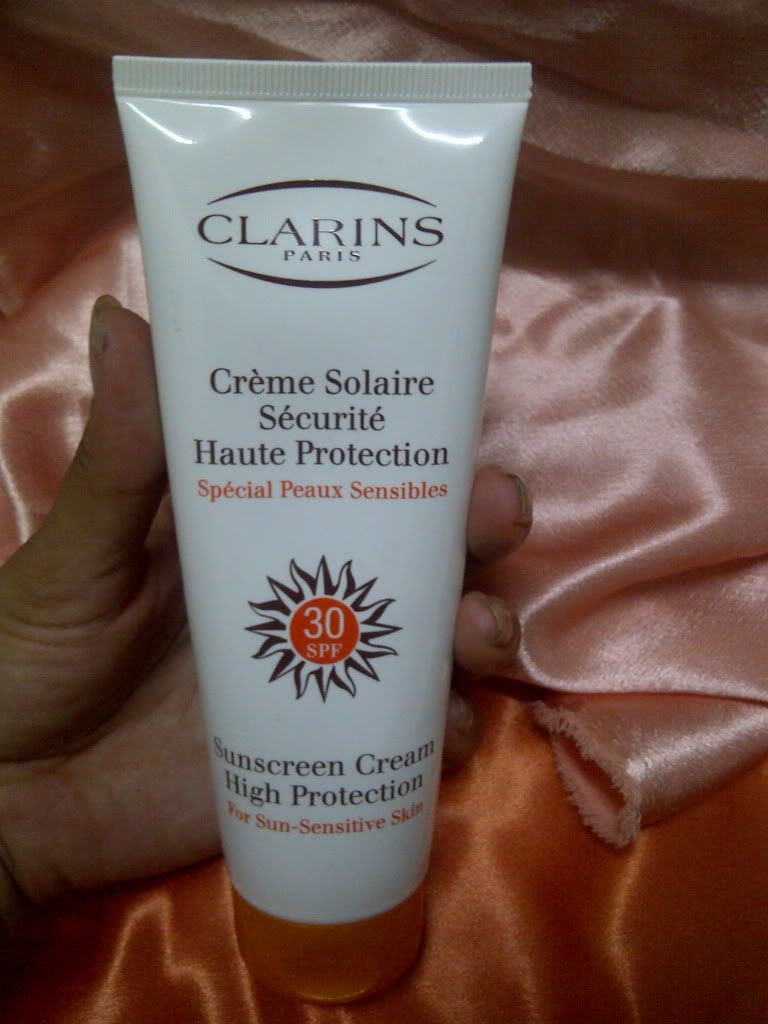 CLARINS
PARIS
Crème Solaire
Sécurité
Haute Protection
Spécial Peaux Sensibles
30
SPF
Sunscreen Cream
High Protection
For Sun-Sensitive Skin